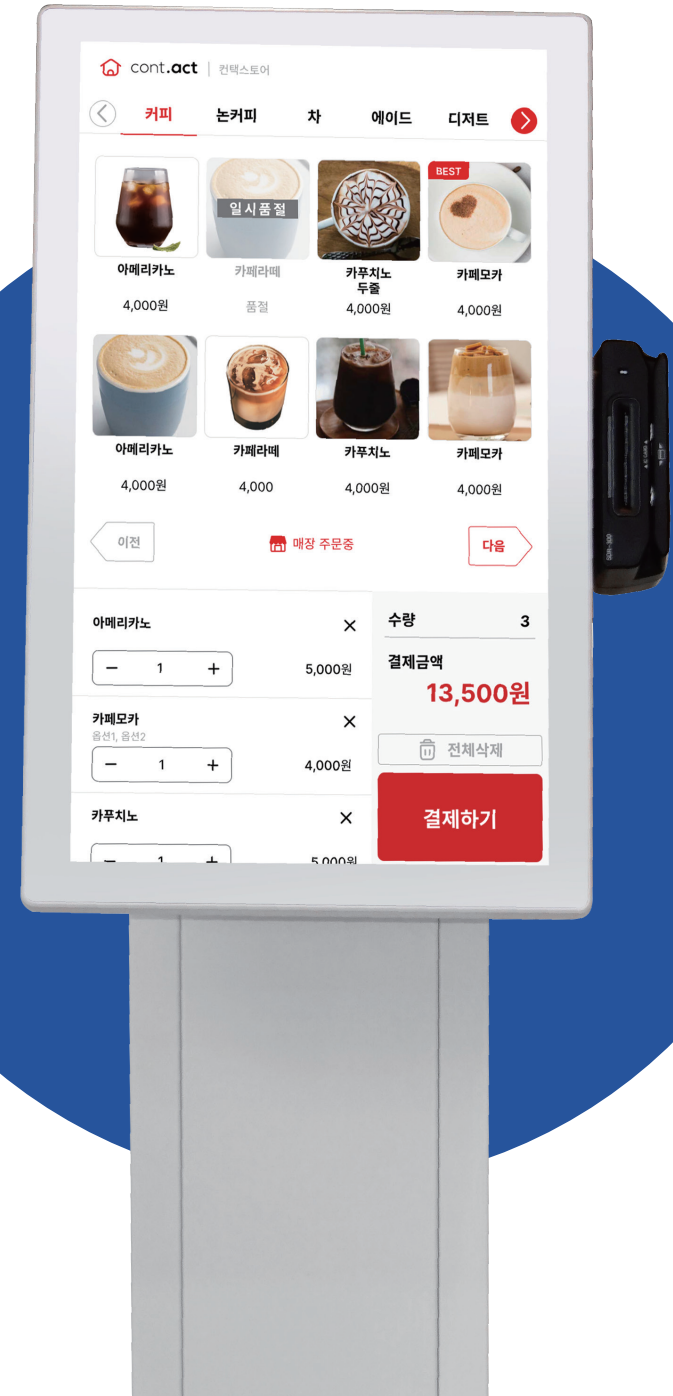 cont.act | 컨택스토어
커피 논커피 차 에이드 디저트
일시품절
BEST
아메리카노 카페라떼 카푸치노 두줄 카페모카
4,000원 품절 4,000원 4,000원
아메리카노 카페라떼 카푸치노 카페모카
4,000원 4,000 4,000원 4,000원
이전 매장 주문중 다음
아메리카노
1 5,000원
카페모카
옵션1, 옵션2
1 4,000원
카푸치노
1 5,000원
수량 3
결제금액
13,500원
전체삭제
결제하기